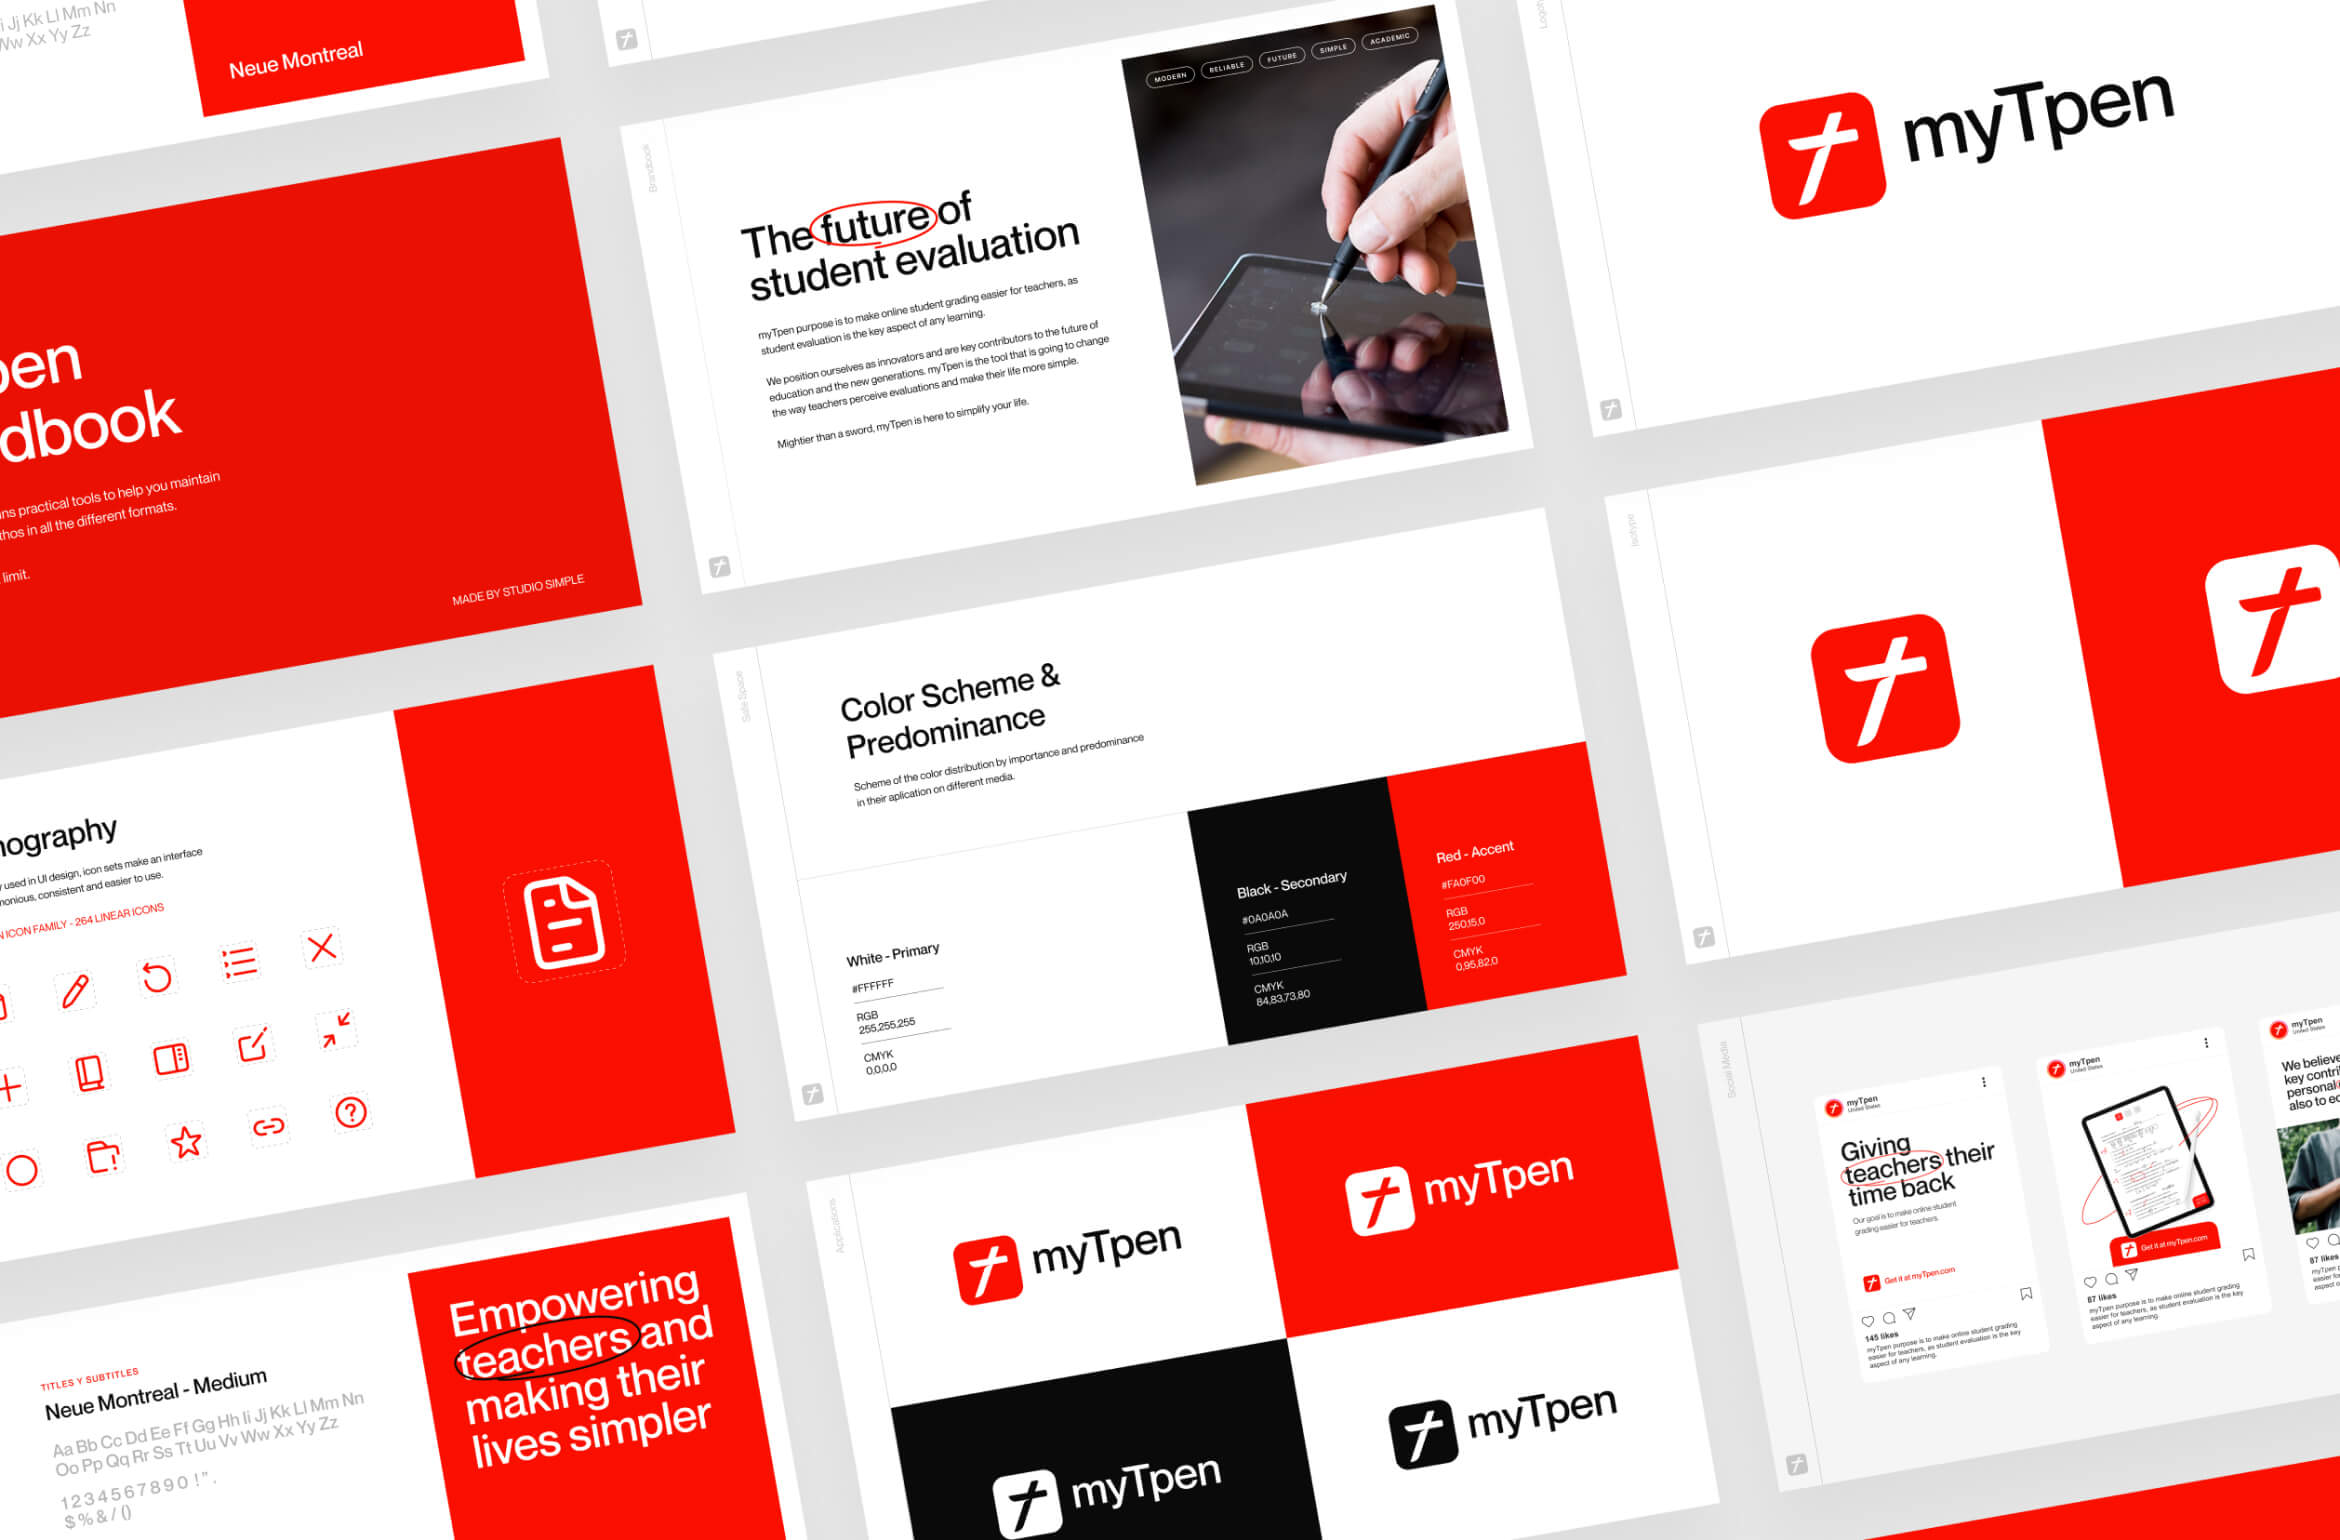 i Jj Kk Ll Mm Nn
Ww Xx Yy Zz
Neue Montreal
pen
dbook
ns practical tools to help you maintain
thos in all the different formats.
limit.
MADE BY STUDIO SIMPLE
nography
y used in UI design, icon sets make an interface
monious, consistent and easier to use.
N ICON FAMILY - 264 LINEAR ICONS
TITLES Y SUBTITLES
Neue Montreal - Medium
Aa Bb Cc Dd Ee Ff Gg Hh Ii Jj Kk Ll Mm Nn
Oo Pp Qq Rr Ss Tt Uu Vv Ww Xx Yy Zz
1 2 3 4 5 6 7 8 9 0 ! " .
$ % & / ()
Empowering
teachers and
making their
lives simpler
Brandbook
The future of
student evaluation
myTpen purpose is to make online student grading easier for teachers, as
student evaluation is the key aspect of any learning.
We position ourselves as innovators and are key contributors to the future of
education and the new generations. myTpen is the tool that is going to change
the way teachers perceive evaluations and make their life more simple.
Mightier than a sword, myTpen is here to simplify your life.
MODERN
RELIABLE
FUTURE
SIMPLE
ACADEMIC
Safe Space
Color Scheme &
Predominance
Scheme of the color distribution by importance and predominance
in their aplication on different media.
White - Primary
#FFFFFF
RGB
255,255,255
CMYK
0,0,0,0
Black - Secondary
#0A0A0A
RGB
10,10,10
CMYK
84,83,73,80
Red - Accent
#FA0F00
RGB
250,15,0
CMYK
0,95,82,0
Applications
myTpen
myTpen
myTpen
myTpen
Logoty
myTpen
Isotype
Social Media
myTpen
United States
Giving
teachers their
time back
Our goal is to make online student
grading easier for teachers.
Get it at myTpen.com
145 likes
myTpen purpose is to make online student grading
easier for teachers, as student evaluation is the key
aspect of any learning.
myTpen
United States
Get it at myTpen.com
87 likes
myTpen purpose is to make online student grading
easier for teachers, as student evaluation is the key
aspect of any learning.
myTpen
United States
We believe
key contri
personal
also to ec
87 likes
myTpen p
easier for
aspect o